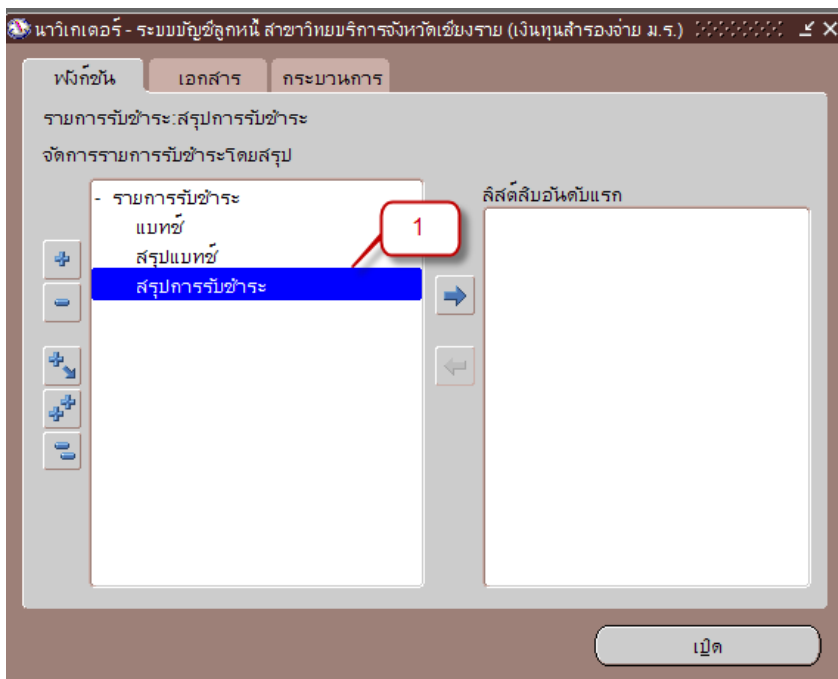 นาวิเกเตอร์ - ระบบบัญชีลูกหนี้ สาขาวิทยบริการจังหวัดเชียงราย (เงินทุนสำรองจ่าย ม.ร.)
ฟังก์ชัน เอกสาร กระบวนการ
รายการรับชำระ:สรุปการรับชำระ
จัดการรายการรับชำระโดยสรุป
- รายการรับชำระ
แบทช์
สรุปแบทช์
สรุปการรับชำระ
1
ลิสต์สิบอันดับแรก
เปิด